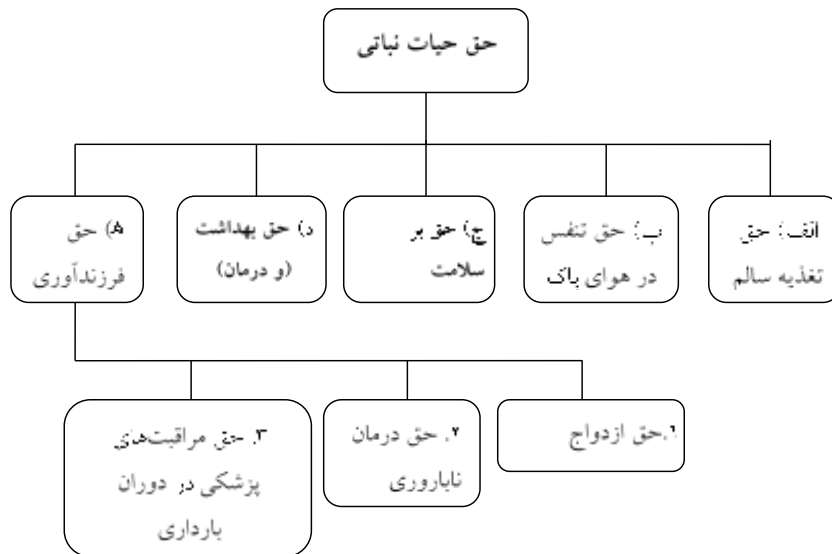 حق حیات نباتی
الف) حق
تغذیه سالم
ب) حق تنفس
در هوای پاک
ج) حق بر
سلامت
د) حق بهداشت
(و درمان)
ه) حق
فرزندآوری
۱.حق ازدواج
۲. حق درمان
ناباروری
۳. حق مراقبت‌های
پزشکی در دوران
بارداری